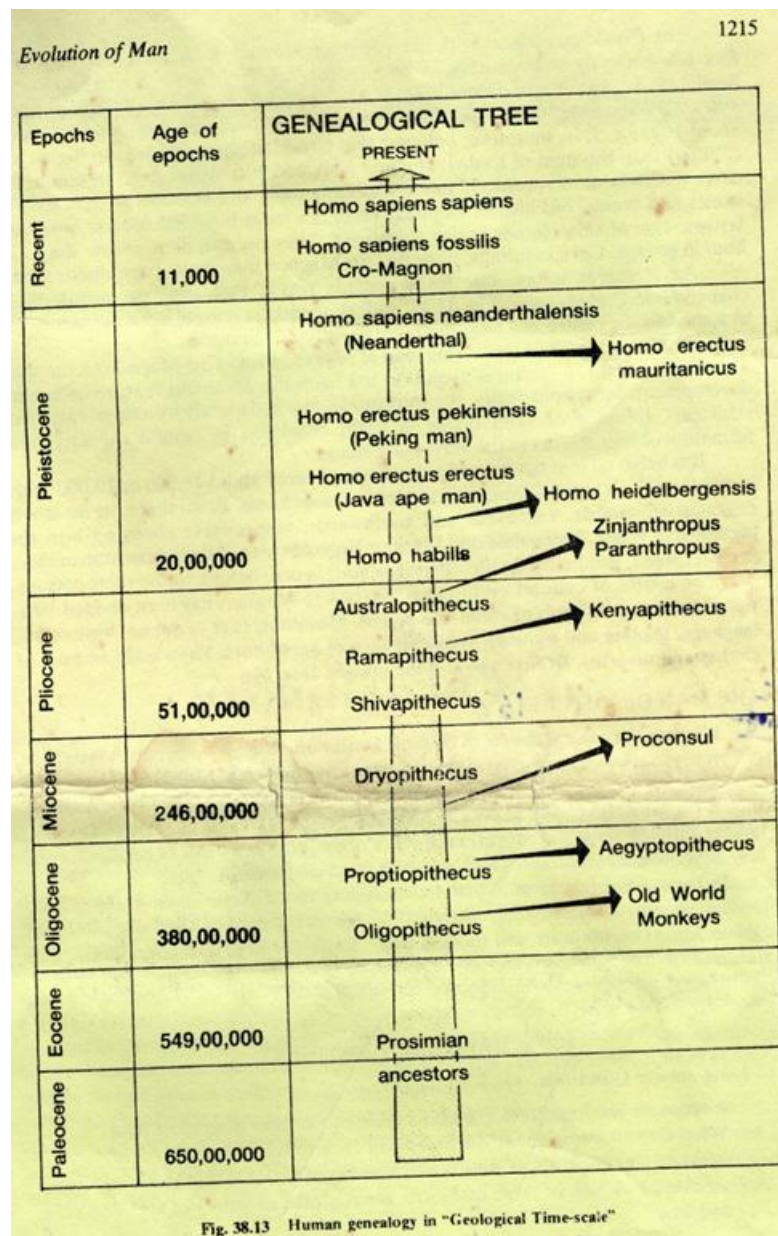 1215
Evolution of Man
Epochs
Age of
epochs
GENEALOGICAL TREE
PRESENT
Recent
11,000
Homo sapiens sapiens
Homo sapiens fossilis
Cro-Magnon
Pleistocene
20,00,000
Homo sapiens neanderthalensis
(Neanderthal)
Homo erectus
mauritanicus
Homo erectus pekinensis
(Peking man)
Homo erectus erectus
(Java ape man)
Homo heidelbergensis
Zinjanthropus
Paranthropus
Homo habilis
Pliocene
51,00,000
Australopithecus
Kenyapithecus
Ramapithecus
Shivapithecus
Miocene
246,00,000
Proconsul
Dryopithecus
Oligocene
380,00,000
Aegyptopithecus
Proptiopithecus
Old World
Monkeys
Oligopithecus
Eocene
549,00,000
Prosimian
Paleocene
650,00,000
ancestors
Fig. 38.13 Human genealogy in "Geological Time-scale"